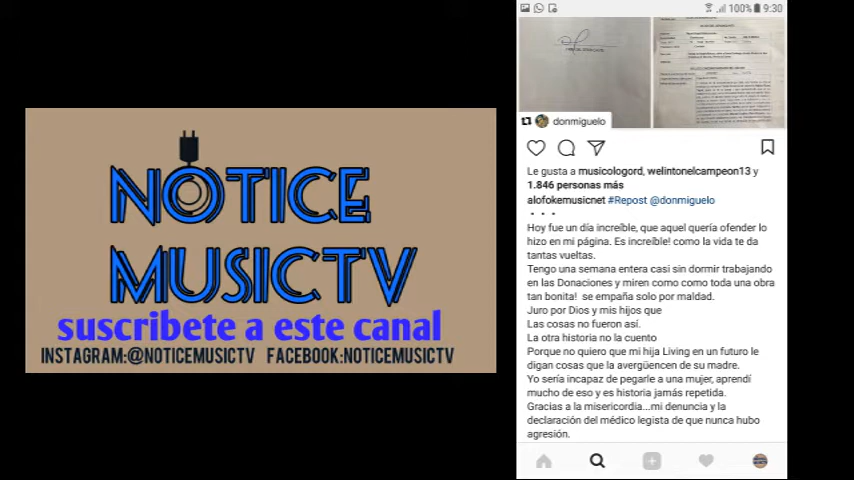 NOTICE
MUSICTV
suscribete a este canal
INSTAGRAM:@NOTICEMUSICTV FACEBOOK:NOTICEMUSICTV
100% 9:30
donmiguelo
Le gusta a musicologord, welintonelcampeon13 y
1.846 personas más
alofokemusicnet #Repost @donmiguelo
• • •
Hoy fue un día increíble, que aquel quería ofender lo
hizo en mi página. Es increíble! como la vida te da
tantas vueltas.
Tengo una semana entera casi sin dormir trabajando
en las Donaciones y miren como como toda una obra
tan bonita! se empaña solo por maldad.
Juro por Dios y mis hijos que
Las cosas no fueron así.
La otra historia no la cuento
Porque no quiero que mi hija Living en un futuro le
digan cosas que la avergüencen de su madre.
Yo sería incapaz de pegarle a una mujer, aprendí
mucho de eso y es historia jamás repetida.
Gracias a la misericordia...mi denuncia y la
declaración del médico legista de que nunca hubo
agresión.